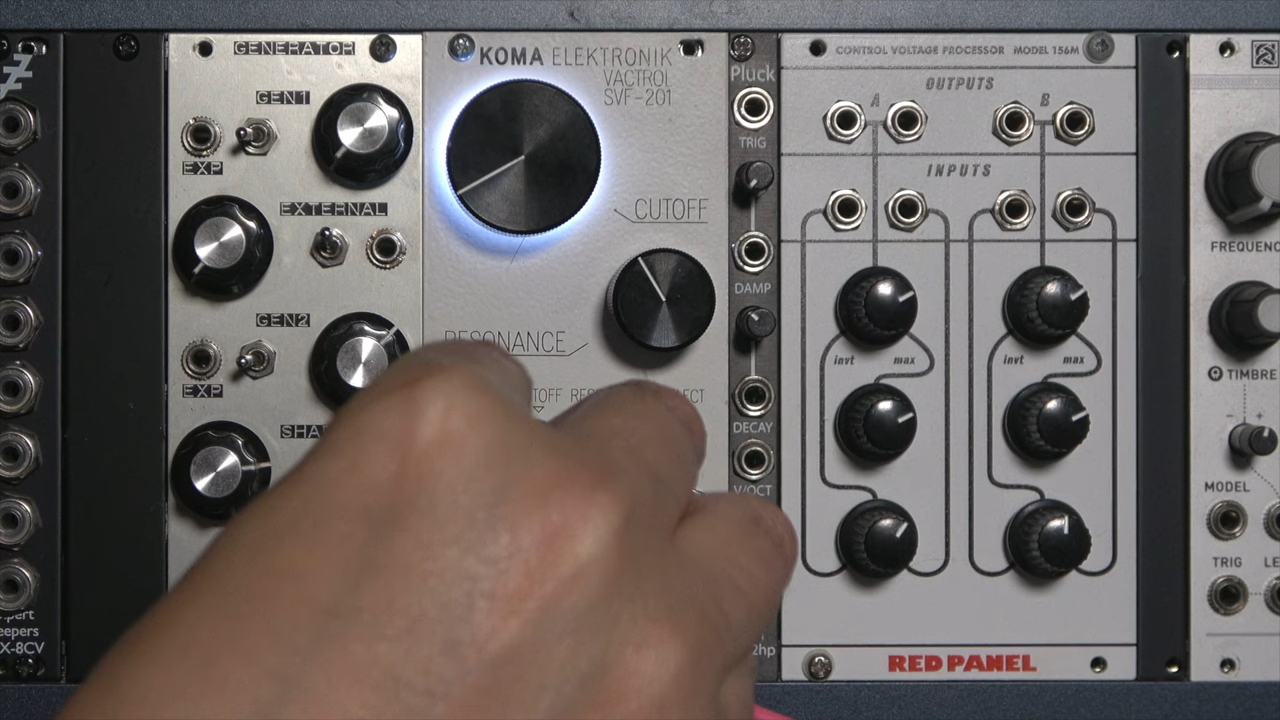 GENERATOR
GEN1
EXP
EXTERNAL
GEN2
EXP
KOMA ELEKTRONIK
VACTROL
SVF-201
CUTOFF
RESONANCE
Pluck
TRIG
DAMP
DECAY
V/OCT
2hp
CONTROL VOLTAGE PROCESSOR MODEL 156M
OUTPUTS
A B
INPUTS
invt max invt max
RED PANEL
TIMBRE
- +
MODEL
TRIG